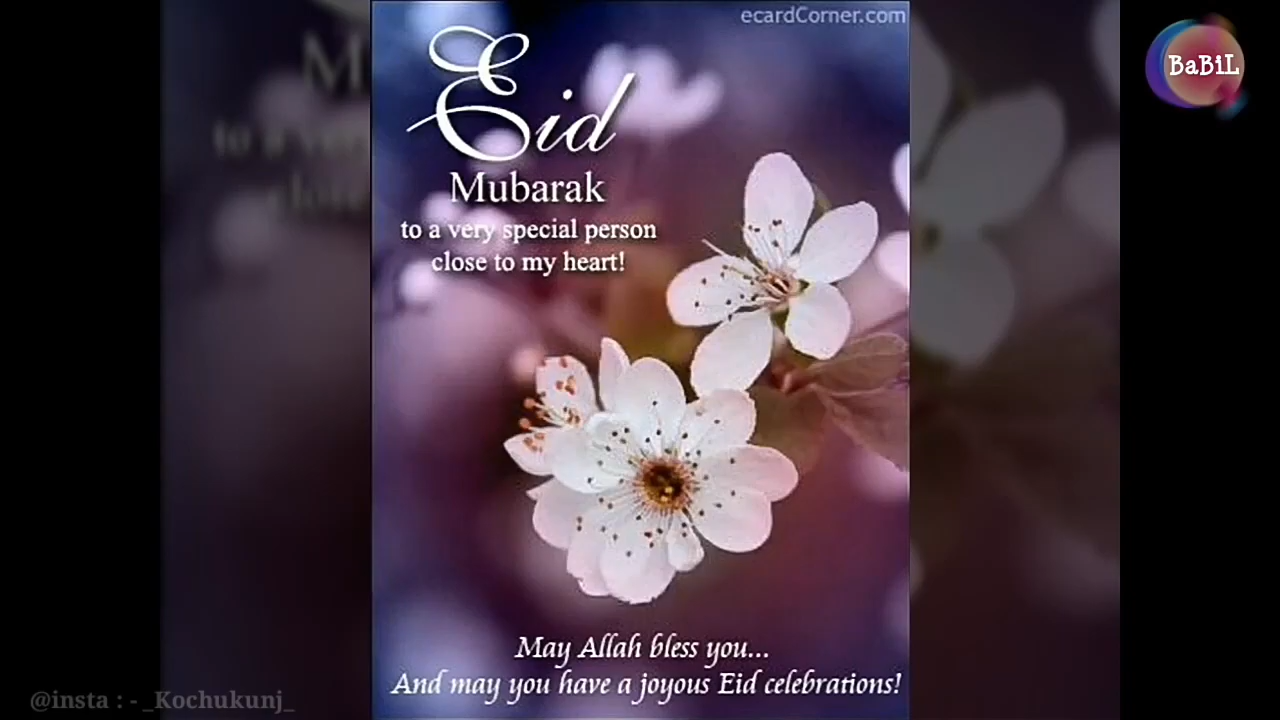 ecardCorner.com
BaBiL
Eid
Mubarak
to a very special person
close to my heart!
May Allah bless you...
And may you have a joyous Eid celebrations!
@insta : - _Kochukunj_